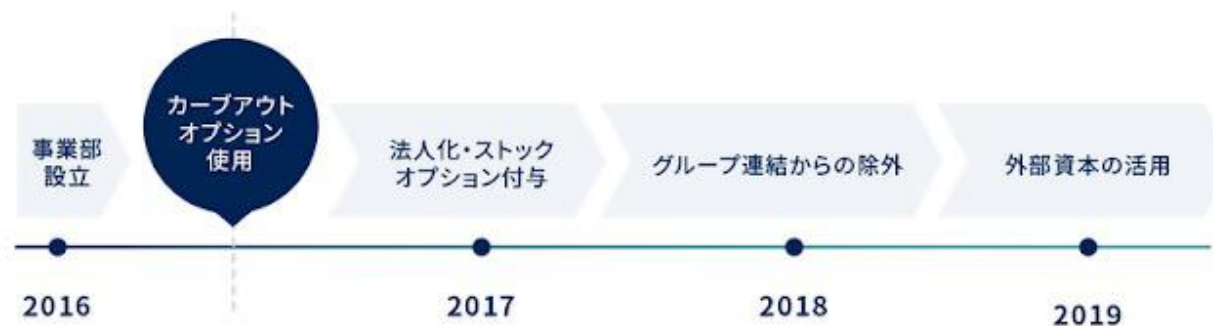 事業部
設立
カーブアウト
オプション
使用
法人化・ストック
オプション付与
グループ連結からの除外
外部資本の活用
2016
2017
2018
2019